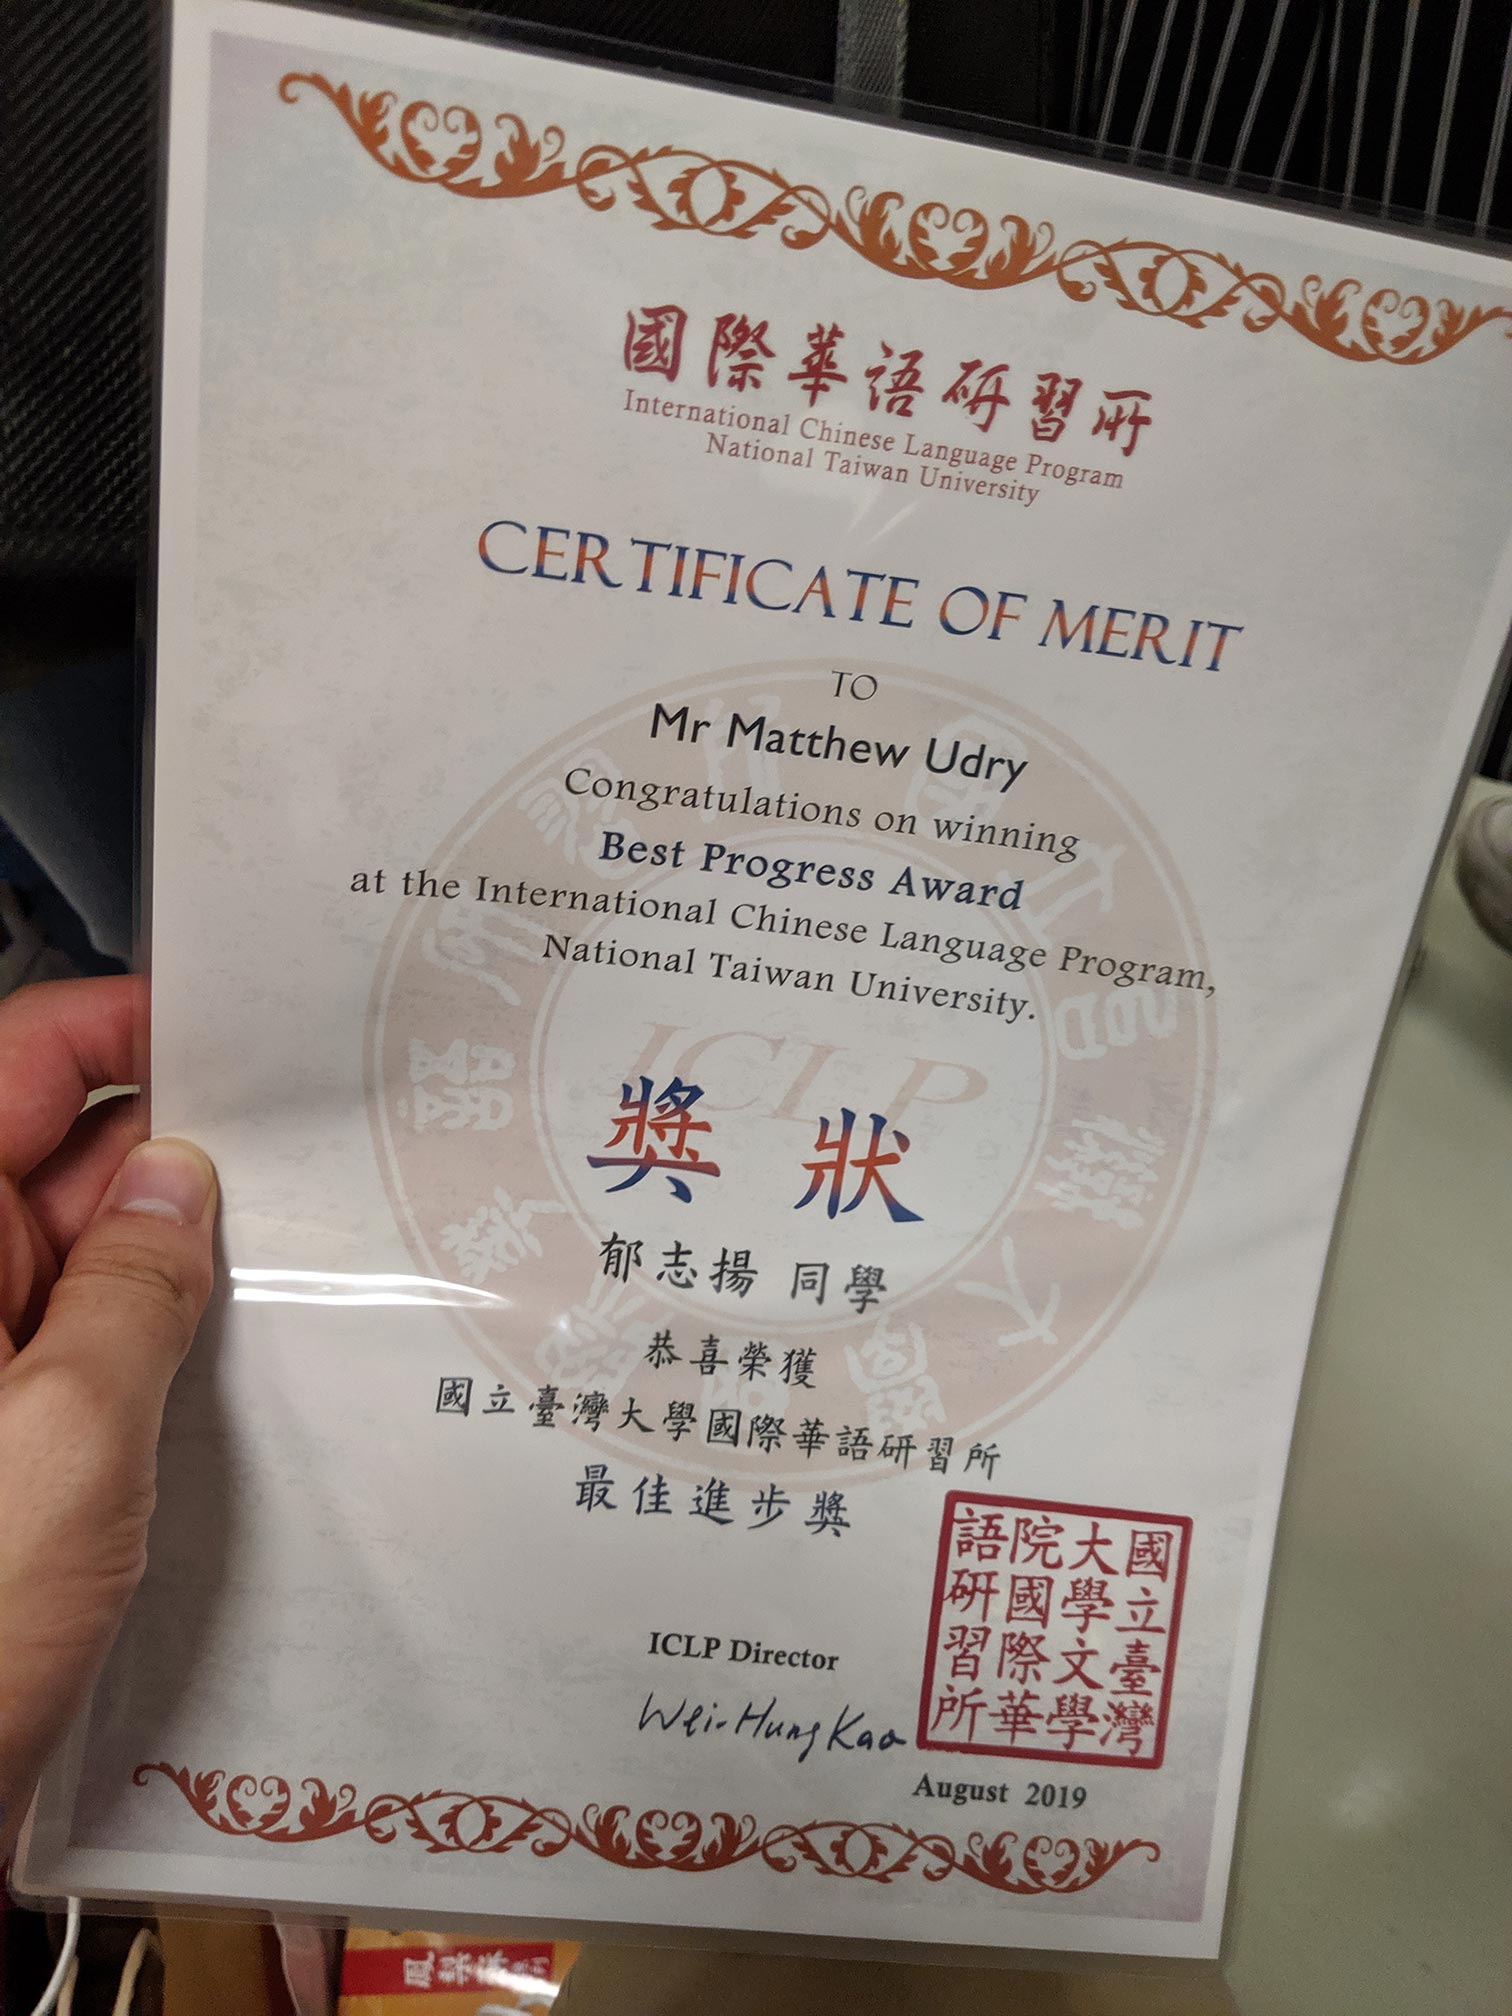 國際華語研習所
International Chinese Language Program
National Taiwan University
CERTIFICATE OF MERIT
TO
Mr Matthew Udry
Congratulations on winning
Best Progress Award
at the International Chinese Language Program,
National Taiwan University.
ICLP
獎狀
郁志揚 同學
恭喜榮獲
國立臺灣大學國際華語研習所
最佳進步獎
ICLP Director
Wei-Hung Kao
國立臺灣
大學文學
院國際華
語研習所
August 2019